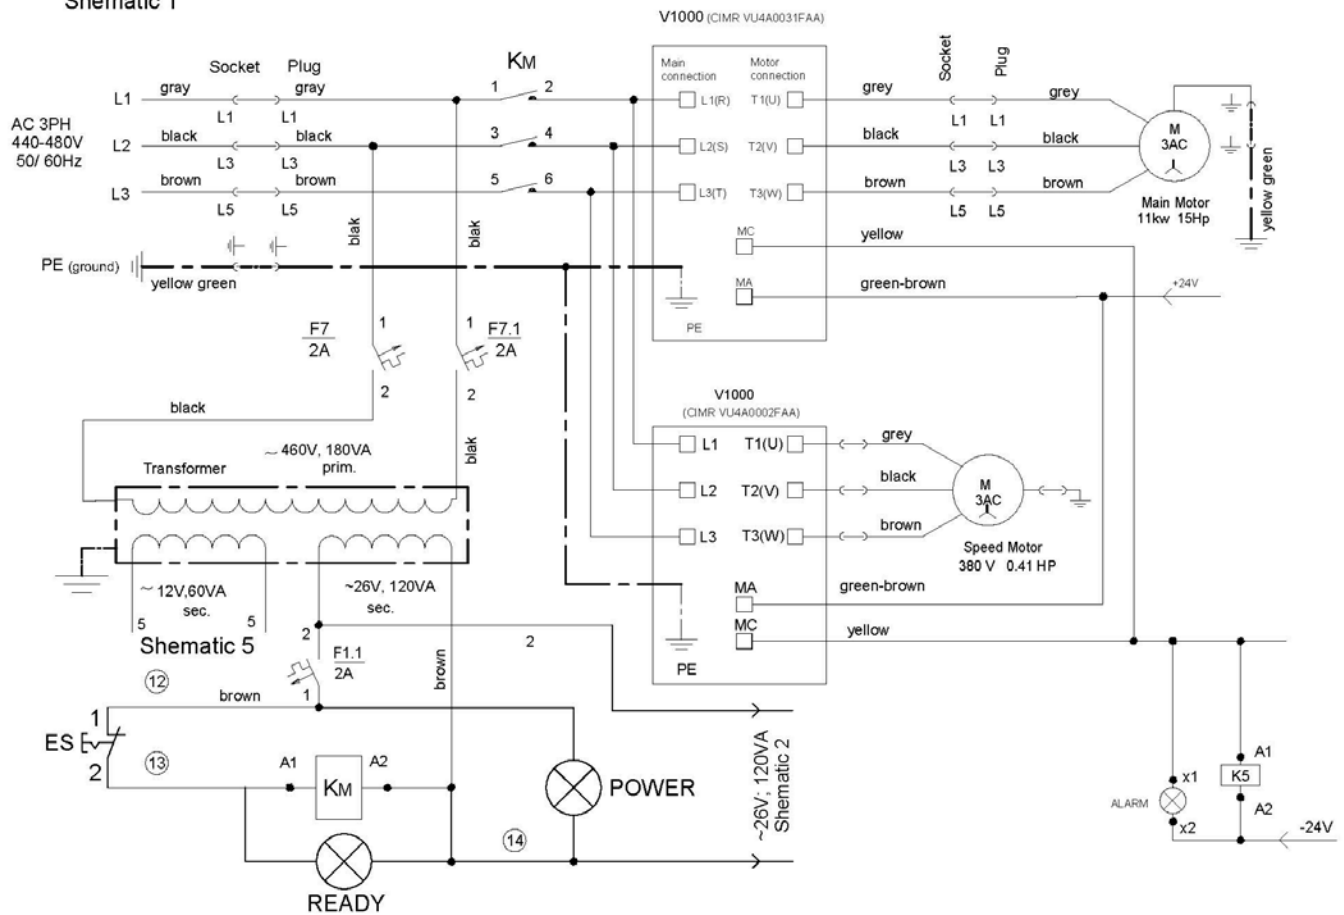 Shematic 1
V1000 (CIMR VU4A0031FAA)
Socket
Plug
KM
Main
connection
Motor
connection
Socket
Plug
AC 3PH
440-480V
50/ 60Hz
L1
gray
gray
1
2
L1(R)
T1(U)
grey
grey
L1
L1
L1
L1
L2
black
black
3
4
L2(S)
T2(V)
black
black
L3
L3
L3
L3
M
3AC
L3
brown
brown
5
6
L3(T)
T3(W)
brown
brown
L5
L5
L5
L5
Main Motor
11kw 15Hp
yellow green
blak
blak
MC
yellow
PE (ground)
yellow green
MA
green-brown
+24V
PE
F7
2A
1
2
F7.1
2A
1
2
black
blak
V1000
(CIMR VU4A0002FAA)
Transformer
~ 460V, 180VA
prim.
L1
T1(U)
grey
L2
T2(V)
black
M
3AC
L3
T3(W)
brown
Speed Motor
380 V 0.41 HP
~ 12V,60VA
sec.
~26V, 120VA
sec.
MA
green-brown
MC
yellow
PE
5
5
Shematic 5
2
2
F1.1
2A
1
brown
12
brown
1
ES
2
13
A1
KM
A2
POWER
14
READY
~26V; 120VA
Shematic 2
ALARM
x1
x2
A1
K5
A2
-24V